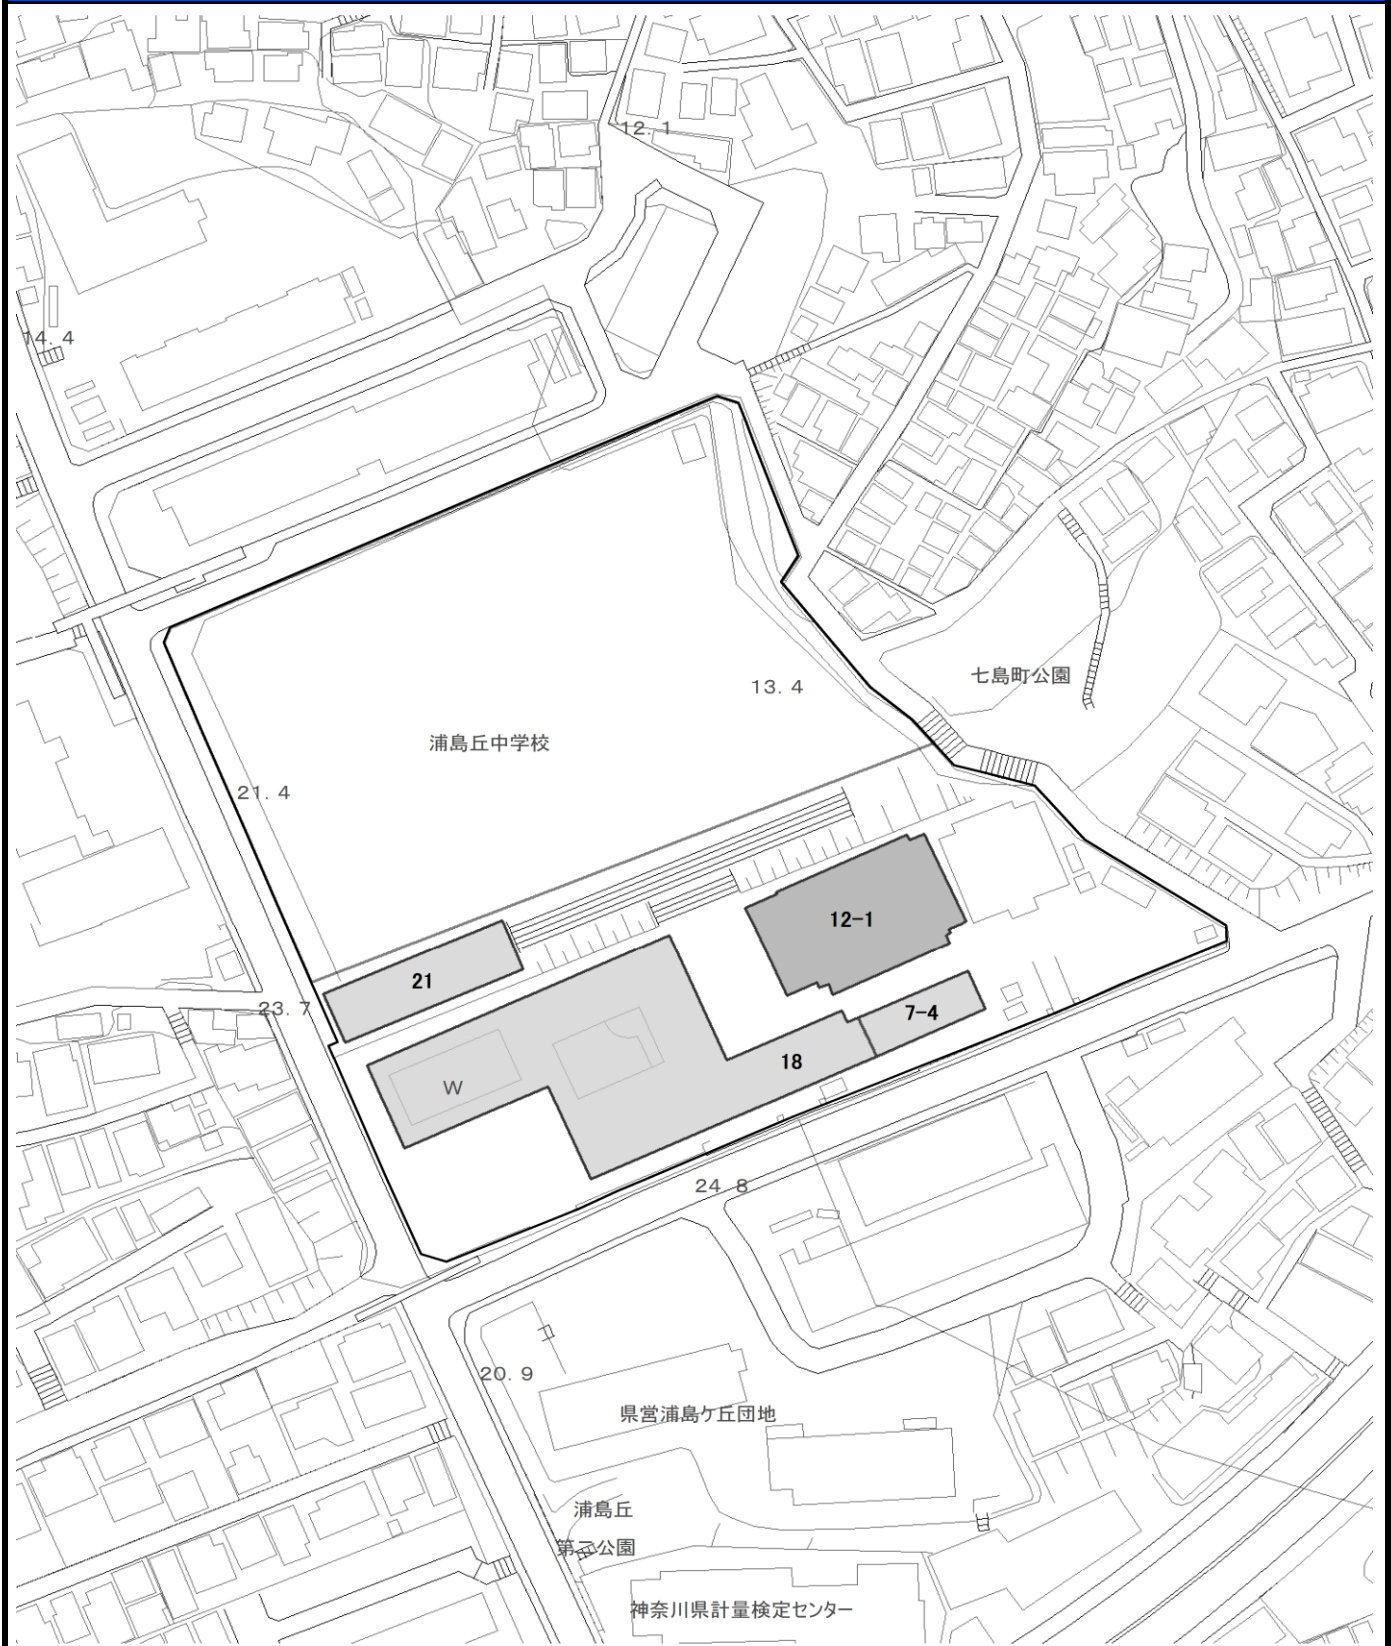 12.1
14.4
七島町公園
13.4
浦島丘中学校
21.4
12-1
21
23.7
7-4
18
W
24.8
20.9
県営浦島ケ丘団地
浦島丘
第二公園
神奈川県計量検定センター